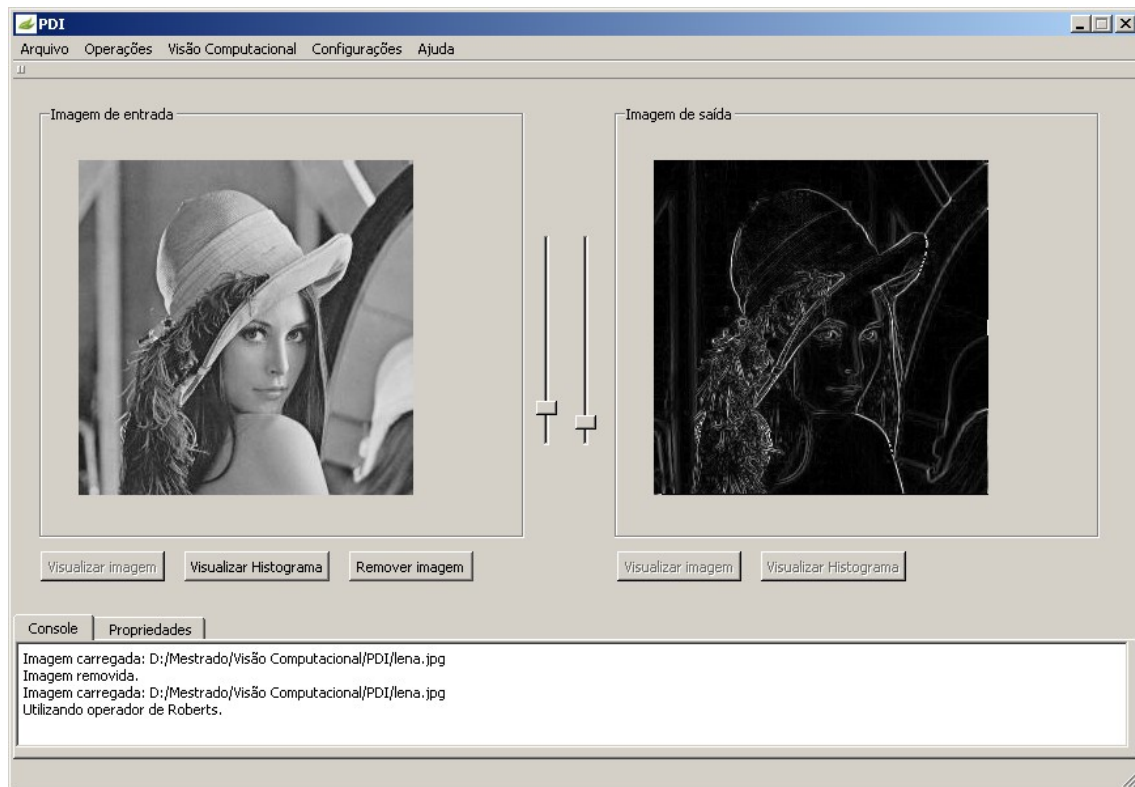 PDI
Arquivo Operações Visão Computacional Configurações Ajuda
Imagem de entrada
Imagem de saída
Visualizar imagem Visualizar Histograma Remover imagem
Visualizar imagem Visualizar Histograma
Console Propriedades
Imagem carregada: D:/Mestrado/Visão Computacional/PDI/lena.jpg
Imagem removida.
Imagem carregada: D:/Mestrado/Visão Computacional/PDI/lena.jpg
Utilizando operador de Roberts.